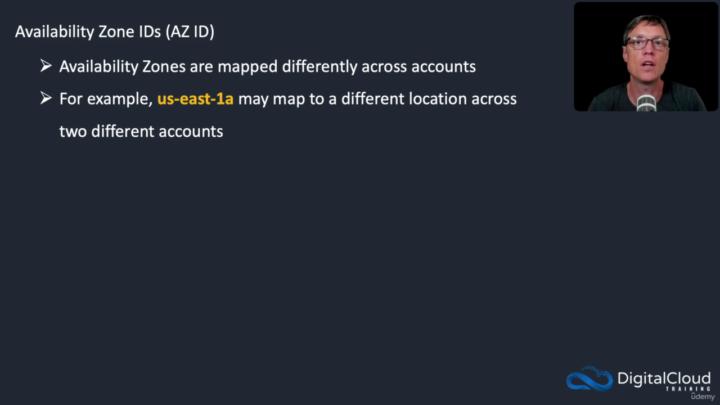 Availability Zone IDs (AZ ID)
➢ Availability Zones are mapped differently across accounts
➢ For example, us-east-1a may map to a different location across
two different accounts
DigitalCloud
TRAINING
ûdemy